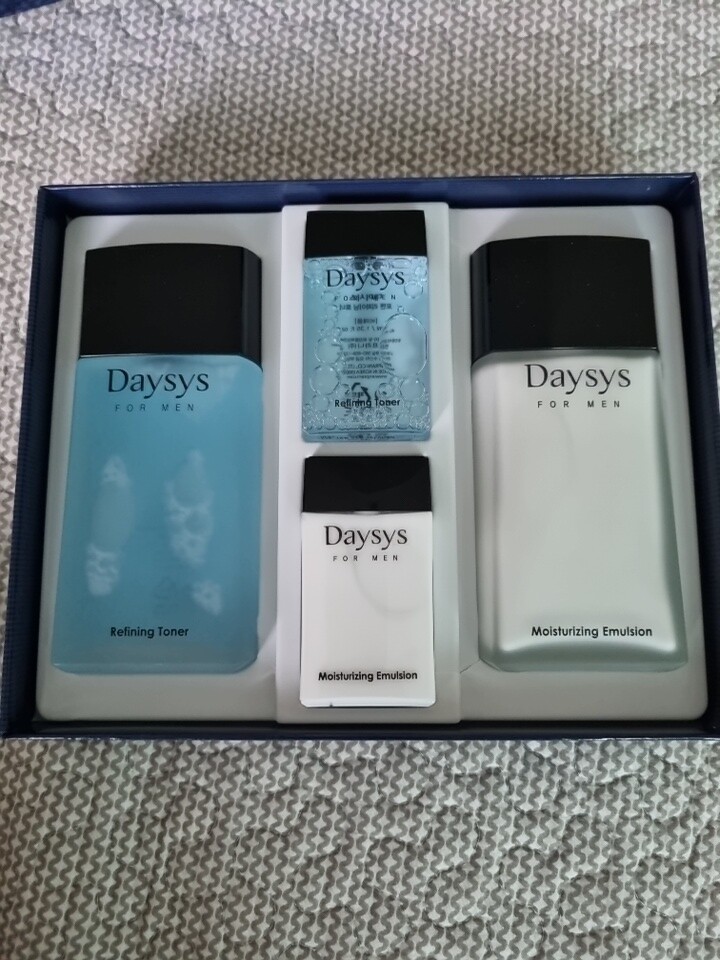 Daysys
FOR MEN
Refining Toner
Daysys
Refining Toner
Daysys
FOR MEN
Moisturizing Emulsion
Daysys
FOR MEN
Moisturizing Emulsion